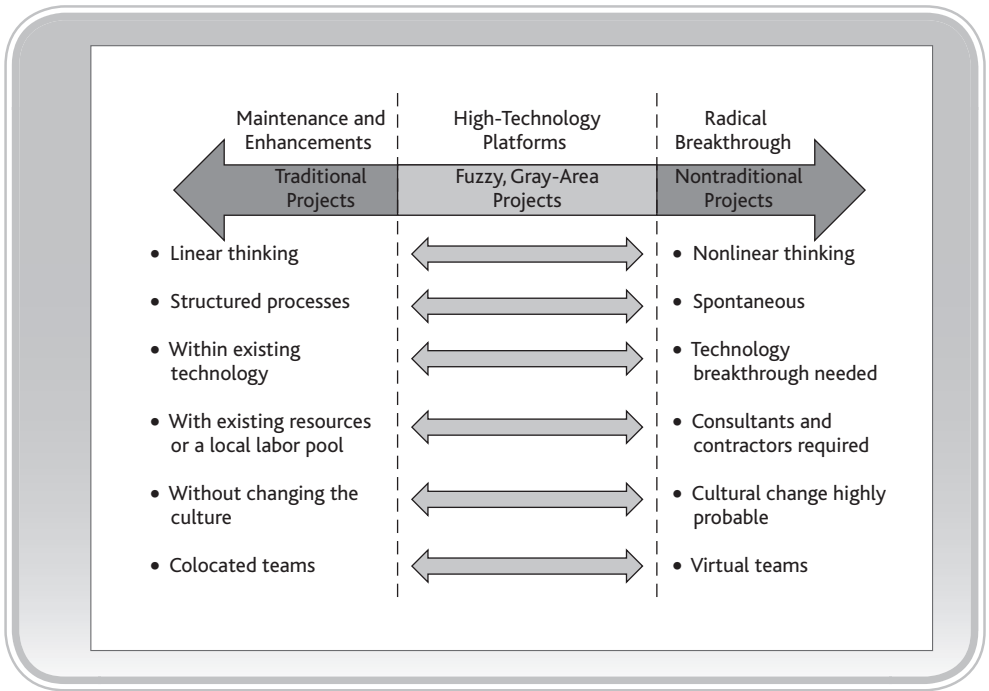 Maintenance and
Enhancements
High-Technology
Platforms
Radical
Breakthrough
Traditional
Projects
Fuzzy, Gray-Area
Projects
Nontraditional
Projects
• Linear thinking
• Nonlinear thinking
• Structured processes
• Spontaneous
• Within existing
technology
• Technology
breakthrough needed
• With existing resources
or a local labor pool
• Consultants and
contractors required
• Without changing the
culture
• Cultural change highly
probable
• Colocated teams
• Virtual teams